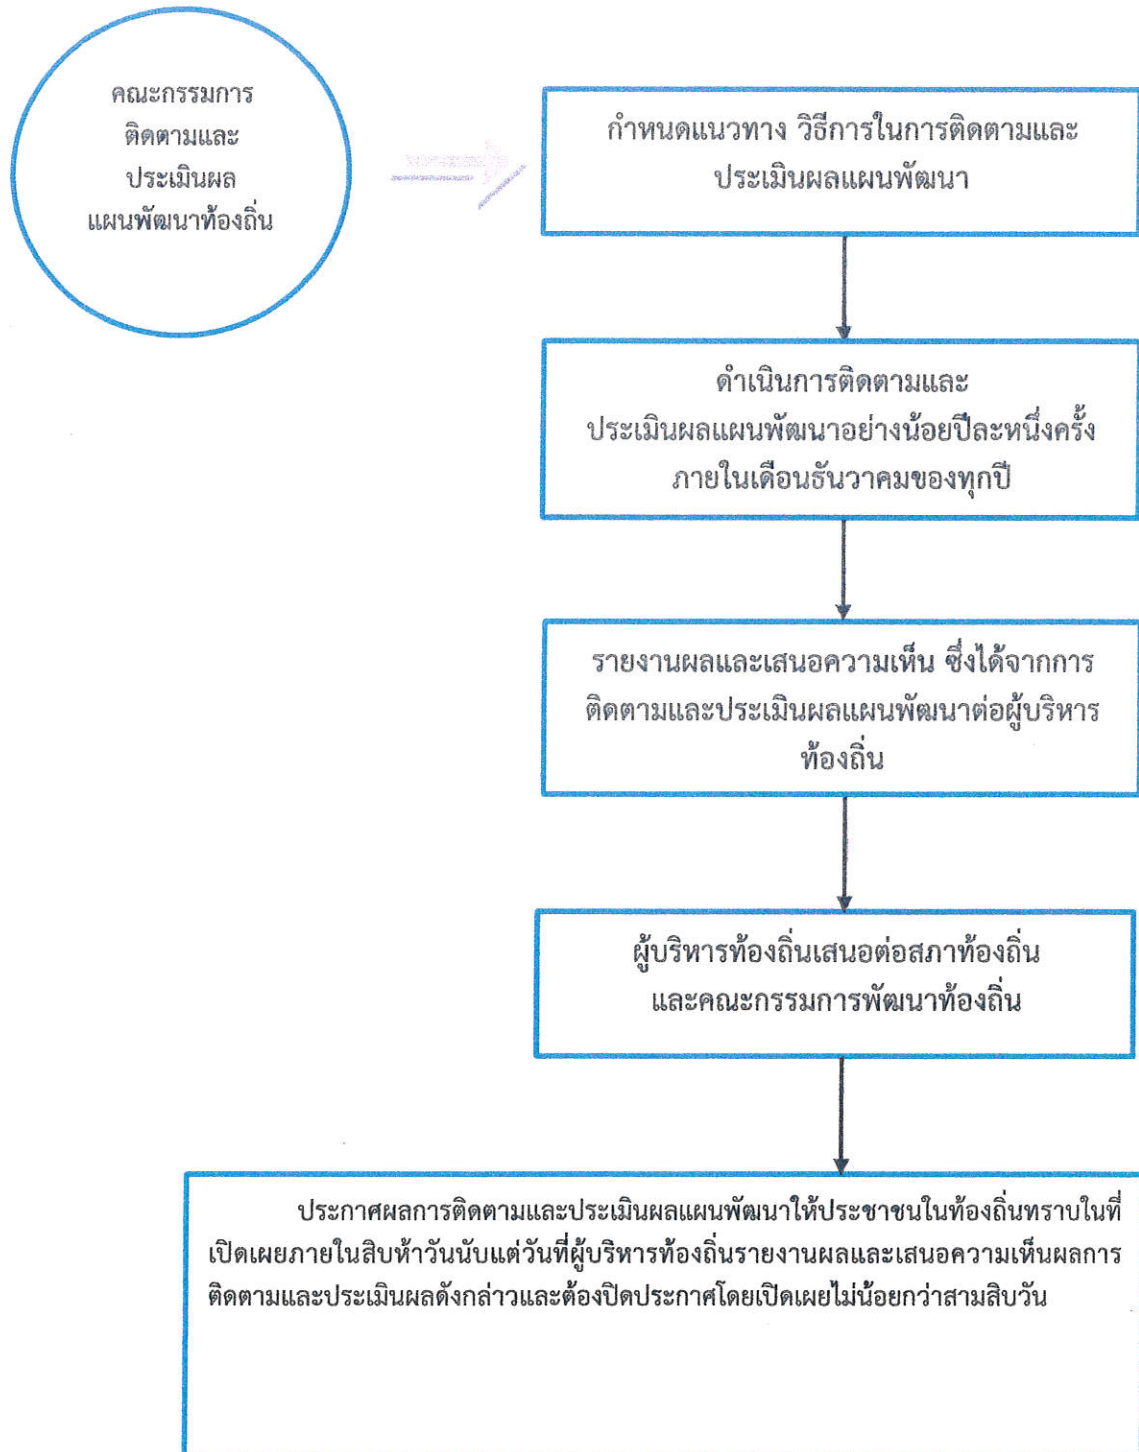 คณะกรรมการ
ติดตามและ
ประเมินผล
แผนพัฒนาท้องถิ่น
กำหนดแนวทาง วิธีการในการติดตามและ
ประเมินผลแผนพัฒนา
ดำเนินการติดตามและ
ประเมินผลแผนพัฒนาอย่างน้อยปีละหนึ่งครั้ง
ภายในเดือนธันวาคมของทุกปี
รายงานผลและเสนอความเห็น ซึ่งได้จากการ
ติดตามและประเมินผลแผนพัฒนาต่อผู้บริหาร
ท้องถิ่น
ผู้บริหารท้องถิ่นเสนอต่อสภาท้องถิ่น
และคณะกรรมการพัฒนาท้องถิ่น
ประกาศผลการติดตามและประเมินผลแผนพัฒนาให้ประชาชนในท้องถิ่นทราบในที่
เปิดเผยภายในสิบห้าวันนับแต่วันที่ผู้บริหารท้องถิ่นรายงานผลและเสนอความเห็นผลการ
ติดตามและประเมินผลดังกล่าวและต้องปิดประกาศโดยเปิดเผยไม่น้อยกว่าสามสิบวัน